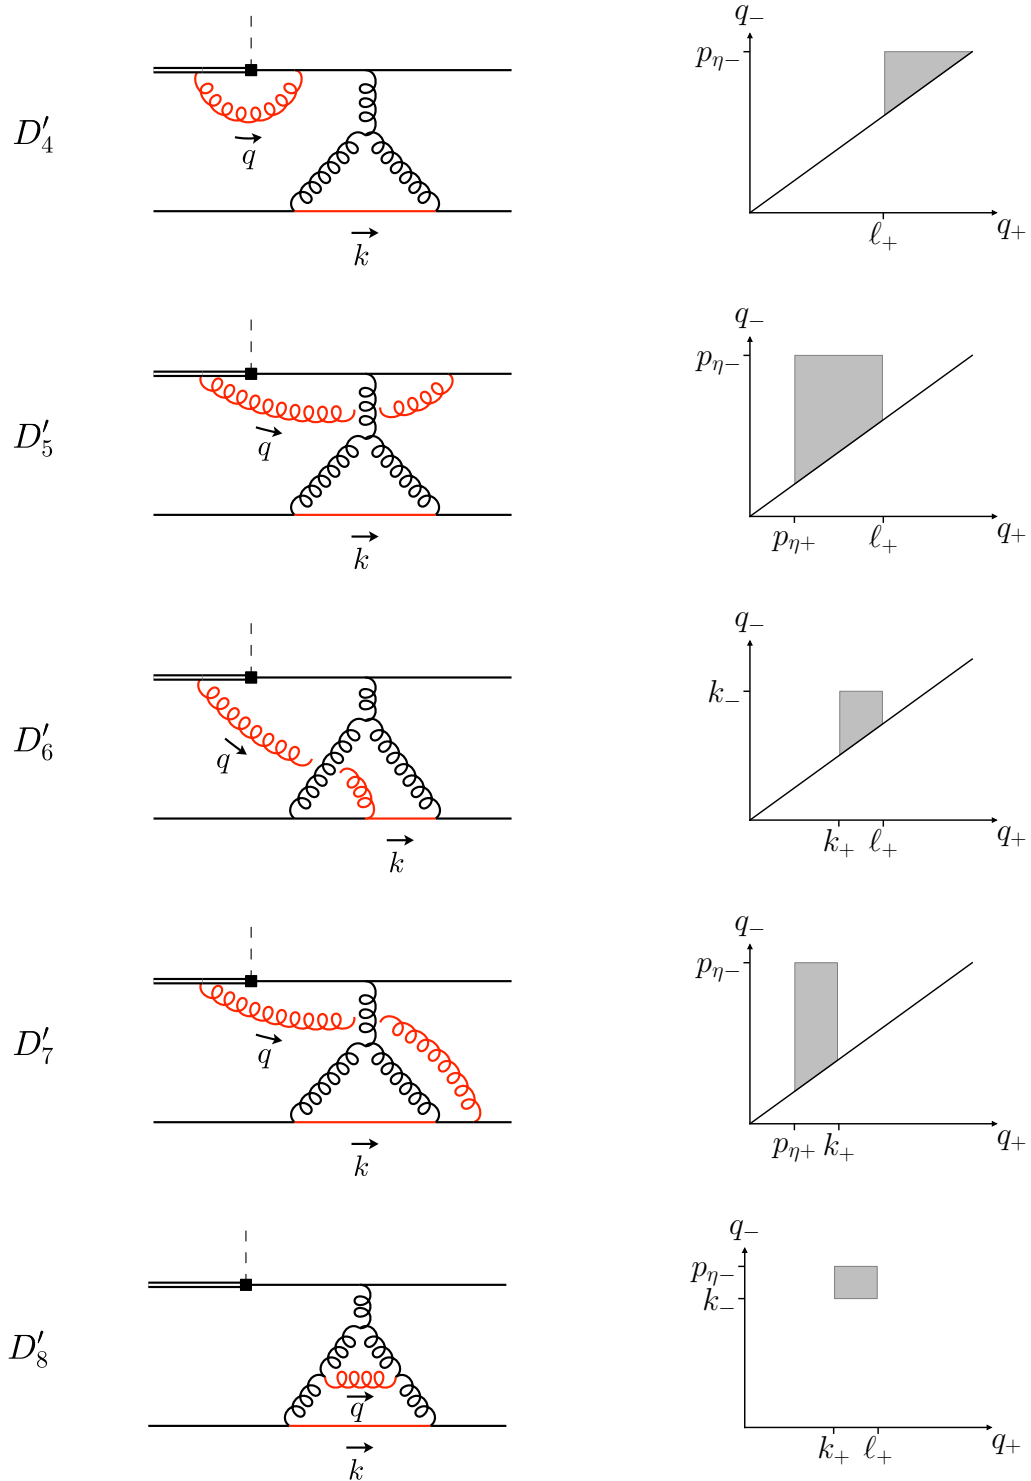 q_-
p_{η-}
D'_4
q
k
ℓ_+
q_+
q_-
p_{η-}
D'_5
q
k
p_{η+}
ℓ_+
q_+
q_-
k_-
D'_6
q
k
k_+
ℓ_+
q_+
q_-
p_{η-}
D'_7
q
k
p_{η+}
k_+
q_+
q_-
p_{η-}
k_-
D'_8
q
k
k_+
ℓ_+
q_+